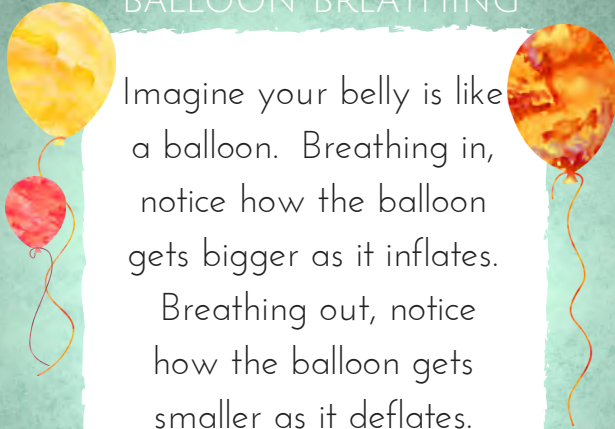 BALLOON BREATHING
Imagine your belly is like
a balloon. Breathing in,
notice how the balloon
gets bigger as it inflates.
Breathing out, notice
how the balloon gets
smaller as it deflates.